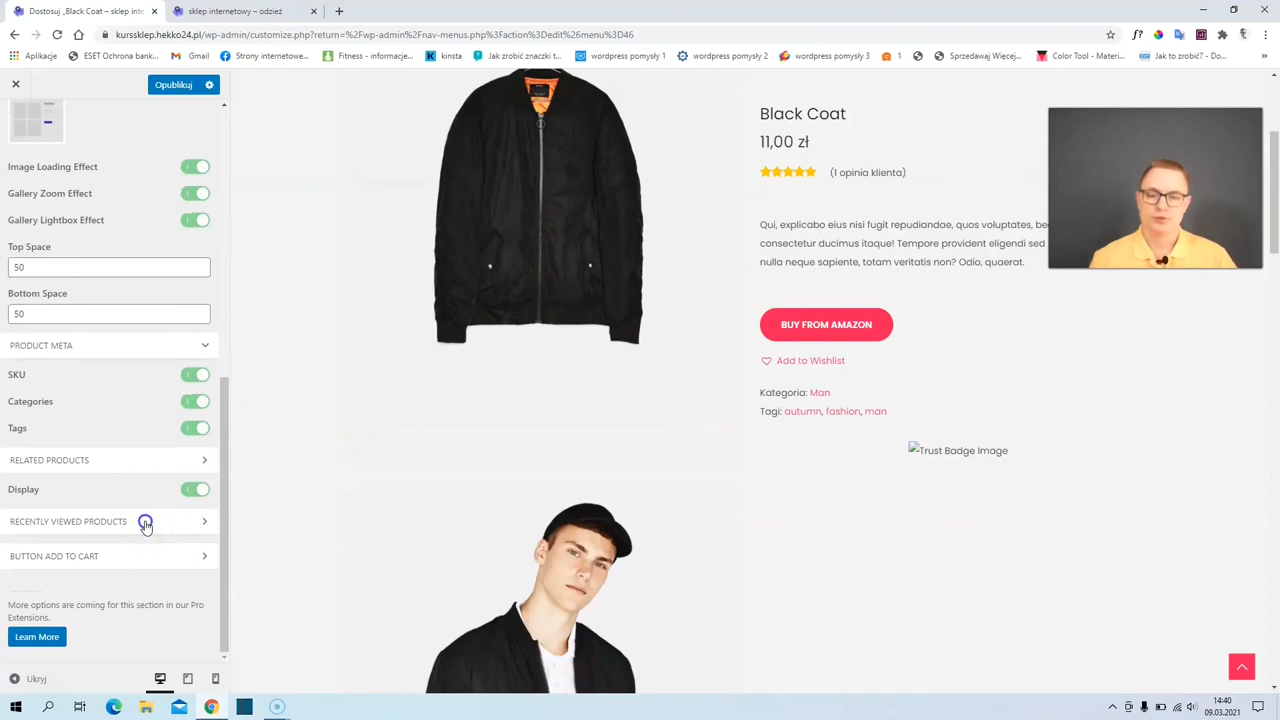 Dostosuj „Black Coat – sklep inte
sklep internetowy – odzież
kurssklep.hekko24.pl/wp-admin/customize.php?return=%2Fwp-admin%2Fnav-menus.php%3Faction%3Dedit%26menu%3D46
Aplikacje
ESET Ochrona bank...
Strony internetowe...
Fitness - informacje...
kinsta
Jak zrobić znaczki t...
wordpress pomysły 1
wordpress pomysły 2
wordpress pomysły 3
1
Sprzedawaj Więcej,...
Color Tool - Materi...
Jak to zrobić? - Do...
Opublikuj
Image Loading Effect
Gallery Zoom Effect
Gallery Lightbox Effect
Top Space
50
Bottom Space
50
PRODUCT META
SKU
Categories
Tags
RELATED PRODUCTS
Display
RECENTLY VIEWED PRODUCTS
BUTTON ADD TO CART
More options are coming for this section in our Pro
Extensions.
Learn More
Ukryj
Black Coat
11,00 zł
(1 opinia klienta)
Qui, explicabo eius nisi fugit repudiandae, quos voluptates, be
consectetur ducimus itaque! Tempore provident eligendi sed
nulla neque sapiente, totam veritatis non? Odio, quaerat.
BUY FROM AMAZON
Add to Wishlist
Kategoria: Man
Tagi: autumn, fashion, man
Trust Badge Image
14:40
09.03.2021